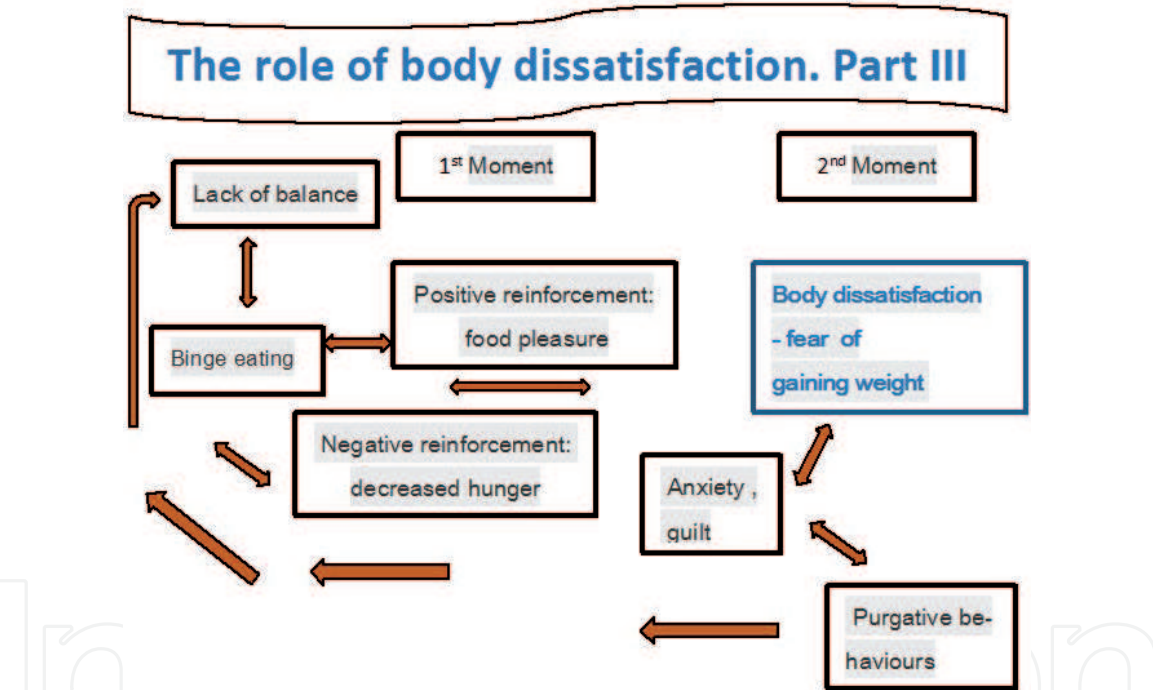 The role of body dissatisfaction. Part III
1st Moment
2nd Moment
Lack of balance
Positive reinforcement:
food pleasure
Body dissatisfaction
- fear of
gaining weight
Binge eating
Negative reinforcement:
decreased hunger
Anxiety ,
guilt
Purgative be-
haviours